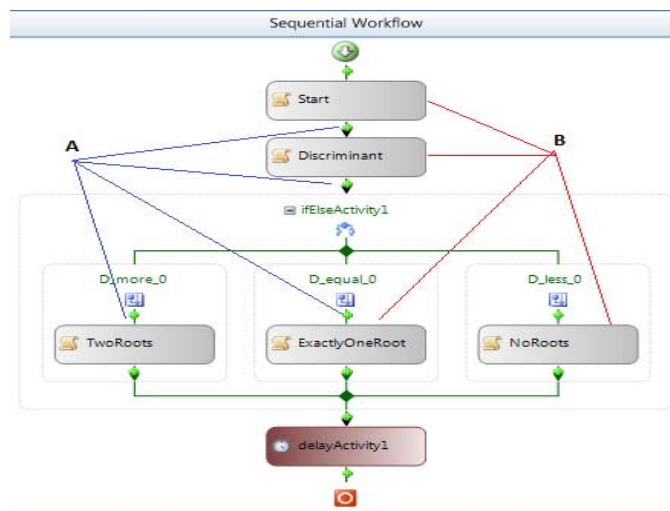 Sequential Workflow
Start
A
B
Discriminant
ifElseActivity1
D_more_0
D_equal_0
D_less_0
TwoRoots
ExactlyOneRoot
NoRoots
delayActivity1